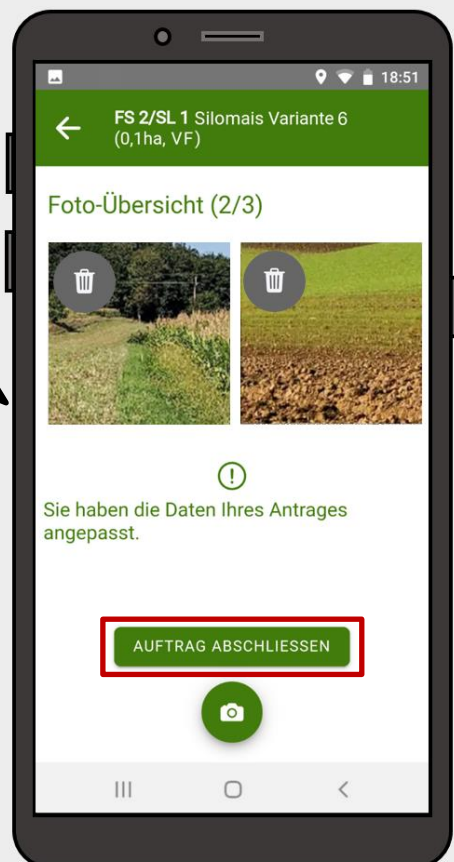 18:51
FS 2/SL 1 Silomais Variante 6
(0,1ha, VF)
Foto-Übersicht (2/3)
Sie haben die Daten Ihres Antrages
angepasst.
AUFTRAG ABSCHLIESSEN